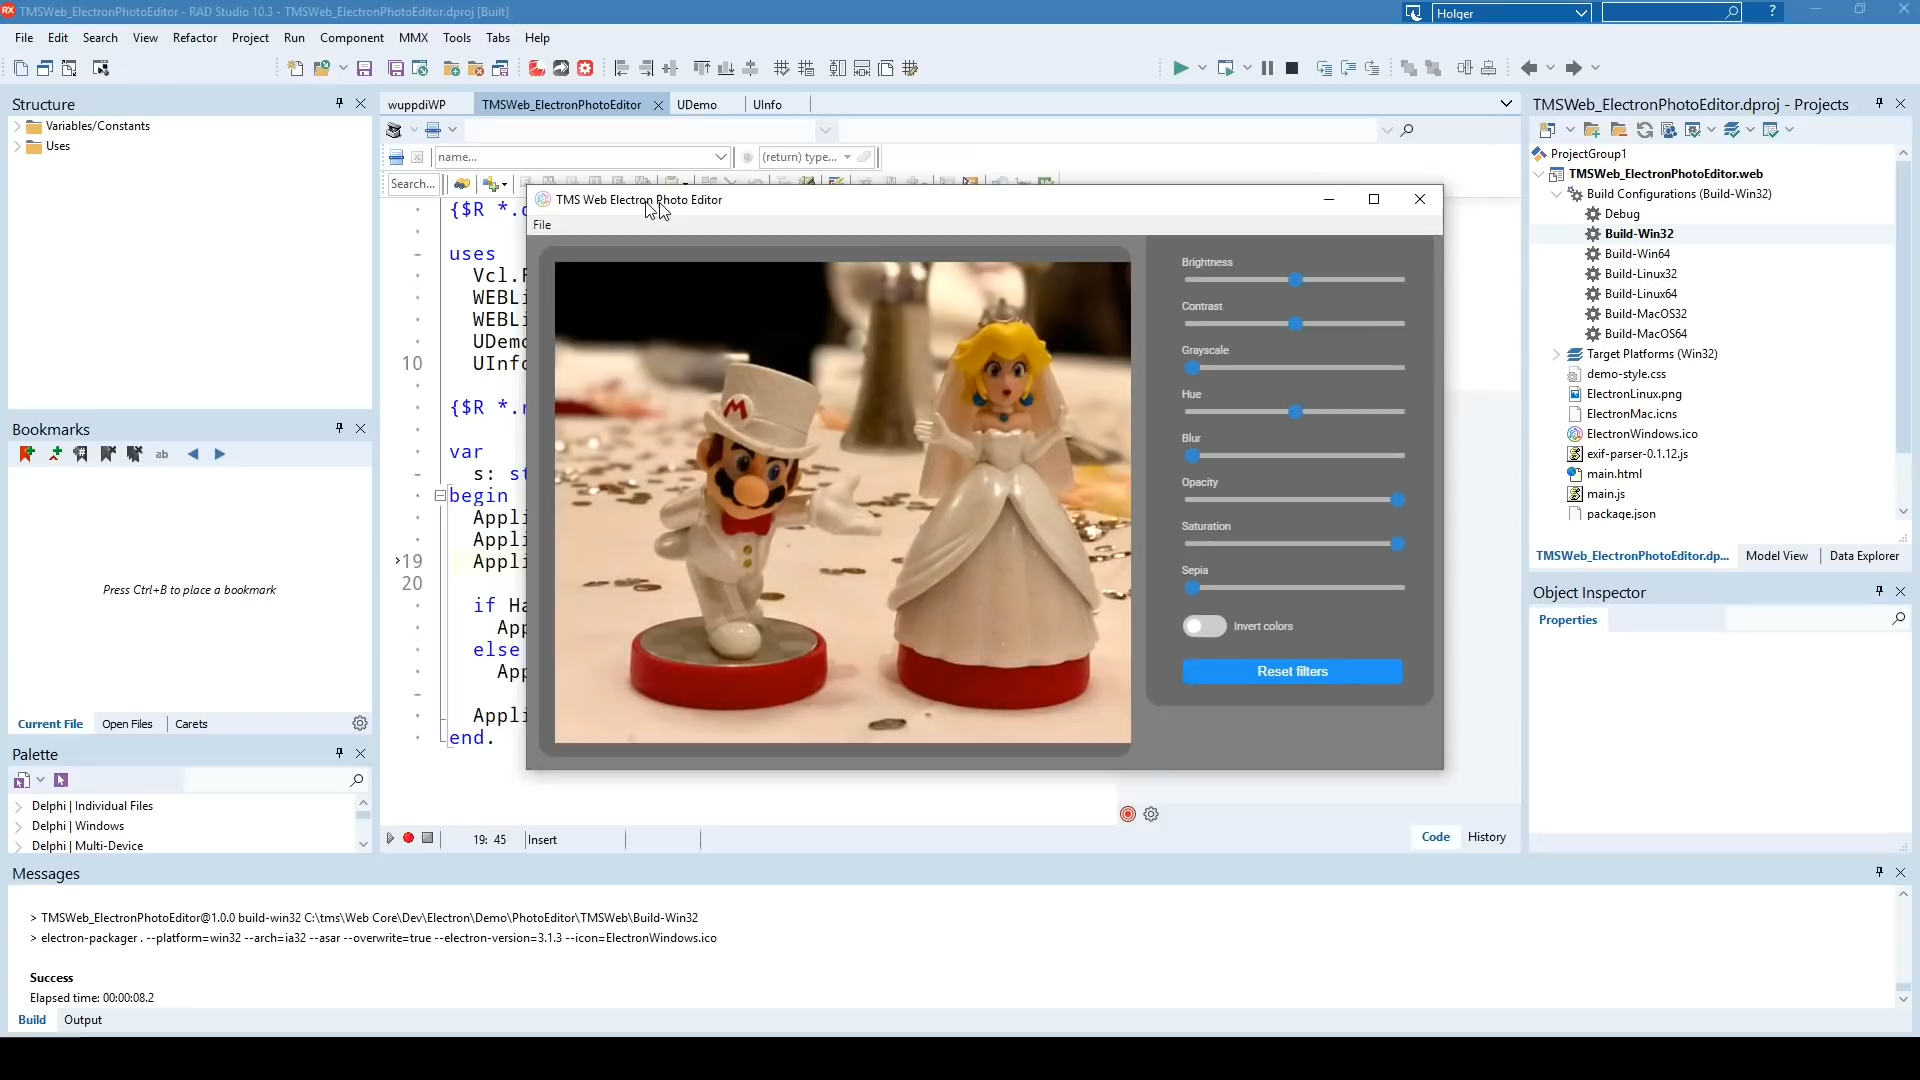 TMSWeb_ElectronPhotoEditor - RAD Studio 10.3 - TMSWeb_ElectronPhotoEditor.dproj [Built]
Holger
?
File Edit Search View Refactor Project Run Component MMX Tools Tabs Help
Structure
Variables/Constants
Uses
wuppdiWP TMSWeb_ElectronPhotoEditor UDemo UInfo
name... (return) type...
Search...
{$R *.
uses
Vcl.
WEBLi
WEBLi
UDemo
10 UInfo
{$R *.
var
s: st
begin
Appli
Appli
19 Appli
20
if Ha
App
else
App
Appli
end.
TMS Web Electron Photo Editor
File
M
Brightness
Contrast
Grayscale
Hue
Blur
Opacity
Saturation
Sepia
Invert colors
Reset filters
19: 45 Insert
Code History
TMSWeb_ElectronPhotoEditor.dproj - Projects
ProjectGroup1
TMSWeb_ElectronPhotoEditor.web
Build Configurations (Build-Win32)
Debug
Build-Win32
Build-Win64
Build-Linux32
Build-Linux64
Build-MacOS32
Build-MacOS64
Target Platforms (Win32)
demo-style.css
ElectronLinux.png
ElectronMac.icns
ElectronWindows.ico
exif-parser-0.1.12.js
main.html
main.js
package.json
TMSWeb_ElectronPhotoEditor.dp... Model View Data Explorer
Object Inspector
Properties
Bookmarks
ab
Press Ctrl+B to place a bookmark
Current File Open Files Carets
Palette
Delphi | Individual Files
Delphi | Windows
Delphi | Multi-Device
Messages
> TMSWeb_ElectronPhotoEditor@1.0.0 build-win32 C:\tms\Web Core\Dev\Electron\Demo\PhotoEditor\TMSWeb\Build-Win32
> electron-packager . --platform=win32 --arch=ia32 --asar --overwrite=true --electron-version=3.1.3 --icon=ElectronWindows.ico
Success
Elapsed time: 00:00:08.2
Build Output